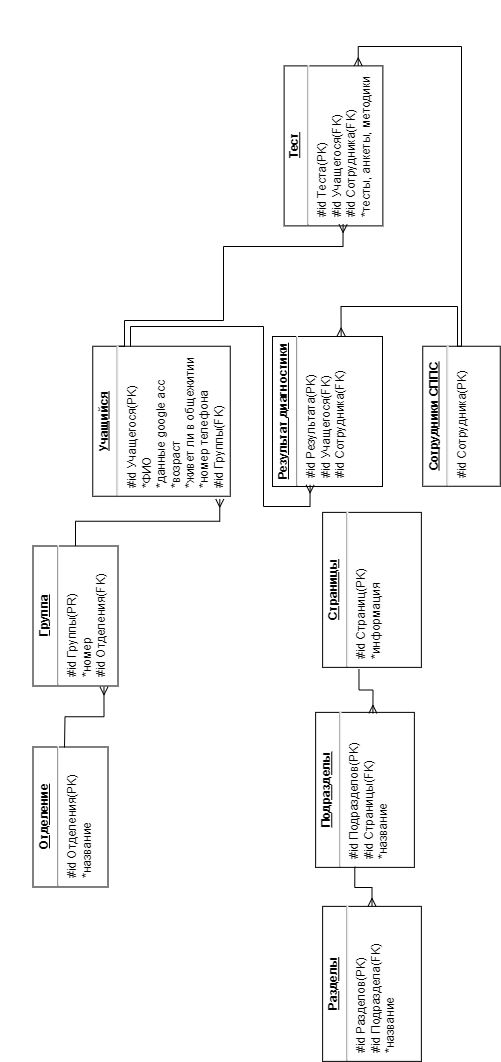 Тест
#id Теста(PK)
#id Учащегося(FK)
#id Сотрудника(FK)
*тесты, анкеты, методики
Учащийся
#id Учащегося(PK)
*ФИО
*данные google acc
*возраст
*живет ли в общежитии
*номер телефона
#id Группы(FK)
Результат диагностики
#id Результата(PK)
#id Учащегося(FK)
#id Сотрудника(FK)
Сотрудники СППС
#id Сотрудника(PK)
Группа
#id Группы(PR)
*номер
#id Отделения(FK)
Страницы
#id Страниц(PK)
*информация
Отделение
#id Отделения(PK)
*название
Подразделы
#id Подразделов(PK)
#id Страницы(FK)
*название
Разделы
#id Разделов(PK)
#id Подраздела(FK)
*название